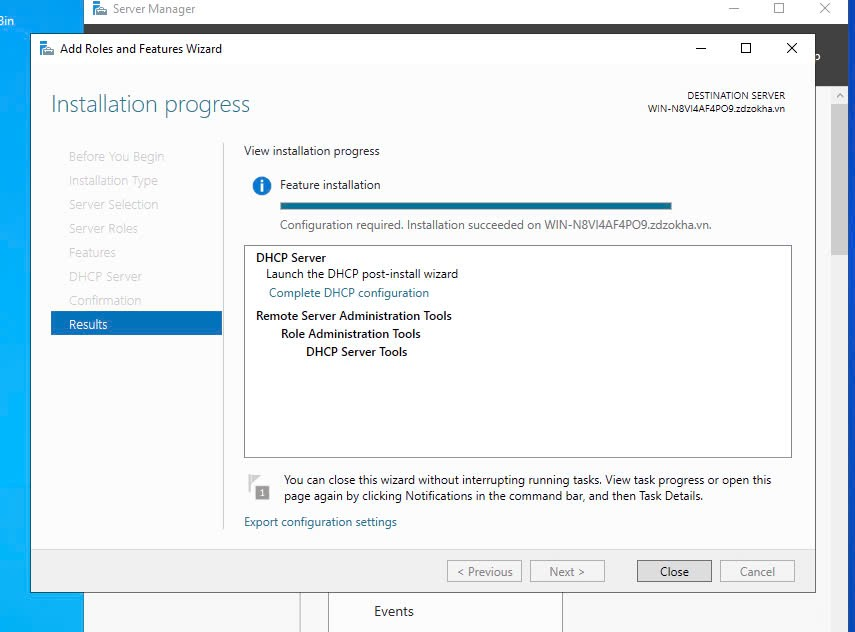 Bin
Server Manager
Add Roles and Features Wizard
Installation progress
DESTINATION SERVER
WIN-N8VI4AF4PO9.zdzokha.vn
Before You Begin
Installation Type
Server Selection
Server Roles
Features
DHCP Server
Confirmation
Results
View installation progress
Feature installation
Configuration required. Installation succeeded on WIN-N8VI4AF4PO9.zdzokha.vn.
DHCP Server
Launch the DHCP post-install wizard
Complete DHCP configuration
Remote Server Administration Tools
Role Administration Tools
DHCP Server Tools
1
You can close this wizard without interrupting running tasks. View task progress or open this
page again by clicking Notifications in the command bar, and then Task Details.
Export configuration settings
< Previous
Next >
Close
Cancel
Events